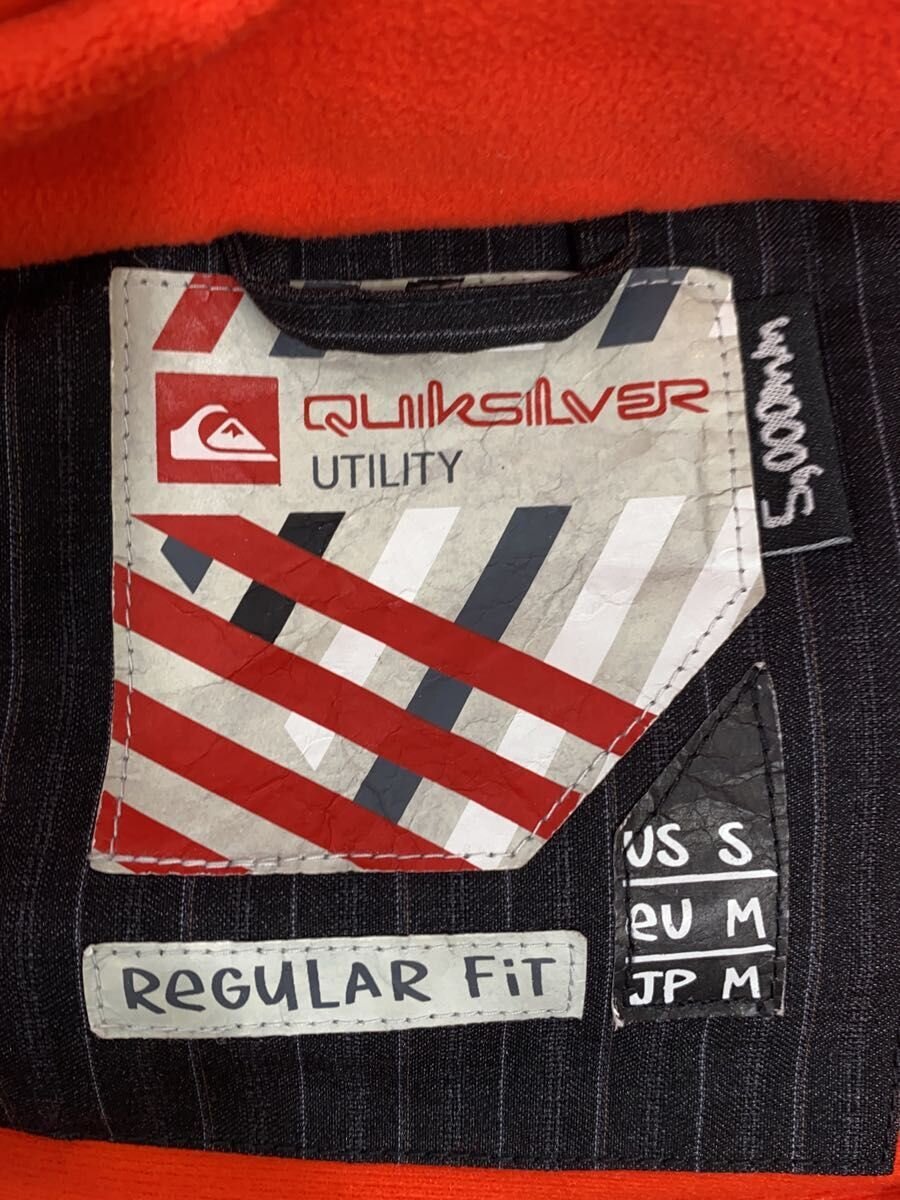 QUIKSILVER
UTILITY
5,000mm
US S
EU M
JP M
REGULAR FiT